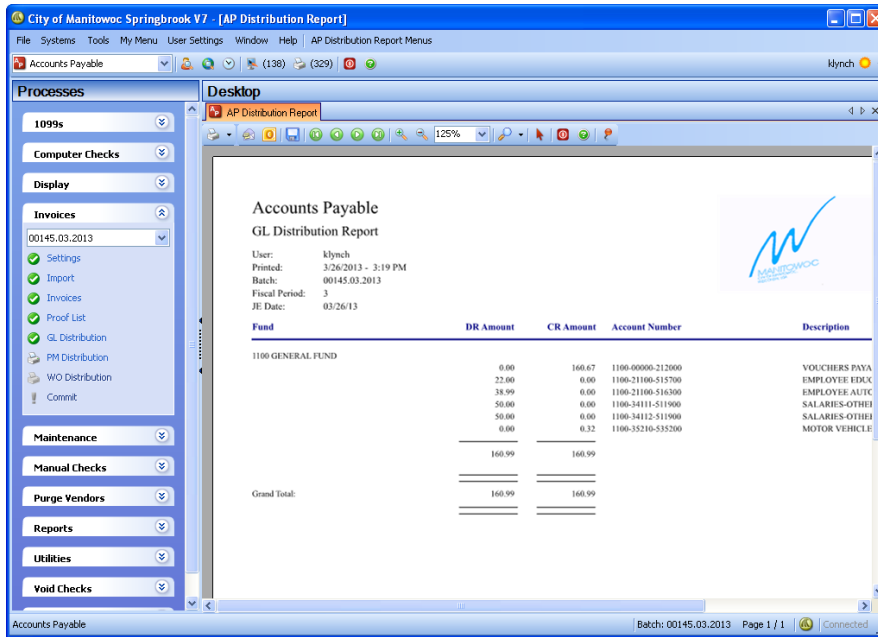 City of Manitowoc Springbrook V7 - [AP Distribution Report]
File Systems Tools My Menu User Settings Window Help AP Distribution Report Menus
Accounts Payable (138) (329) klynch
Processes
Desktop
AP Distribution Report
125%
1099s
Computer Checks
Display
Invoices
00145.03.2013
Settings
Import
Invoices
Proof List
GL Distribution
PM Distribution
WO Distribution
Commit
Maintenance
Manual Checks
Purge Vendors
Reports
Utilities
Void Checks
Accounts Payable
GL Distribution Report
User: klynch
Printed: 3/26/2013 - 3:19 PM
Batch: 00145.03.2013
Fiscal Period: 3
JE Date: 03/26/13
MANITOWOC
Fund DR Amount CR Amount Account Number Description
1100 GENERAL FUND
0.00 160.67 1100-00000-212000 VOUCHERS PAYA
22.00 0.00 1100-21100-515700 EMPLOYEE EDUC
38.99 0.00 1100-21100-516300 EMPLOYEE AUTO
50.00 0.00 1100-34111-511900 SALARIES-OTHE
50.00 0.00 1100-34112-511900 SALARIES-OTHE
0.00 0.32 1100-35210-535200 MOTOR VEHICLE
160.99 160.99
Grand Total: 160.99 160.99
Accounts Payable Batch: 00145.03.2013 Page 1 / 1 Connected